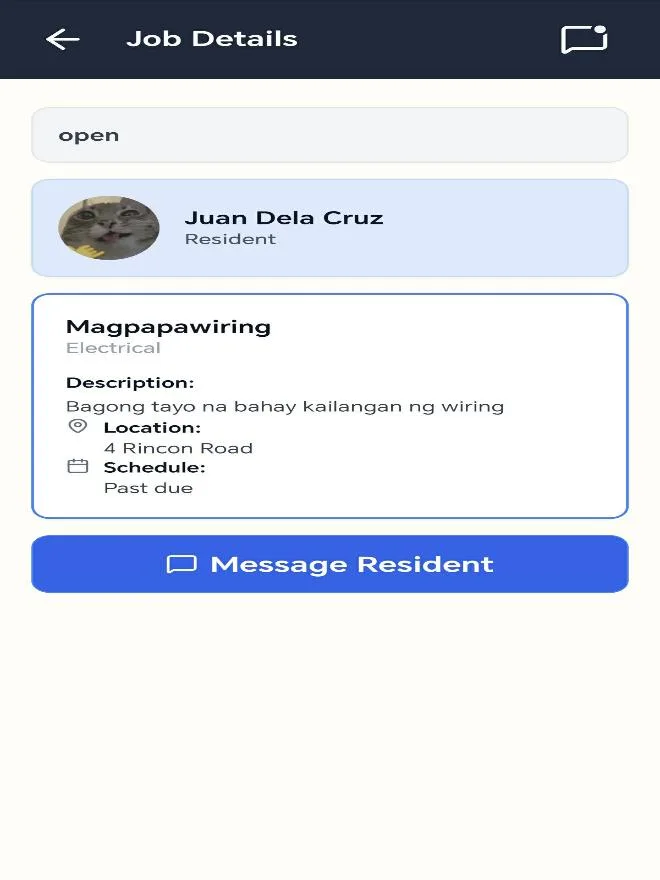 Job Details
open
Juan Dela Cruz
Resident
Magpapawiring
Electrical
Description:
Bagong tayo na bahay kailangan ng wiring
Location:
4 Rincon Road
Schedule:
Past due
Message Resident